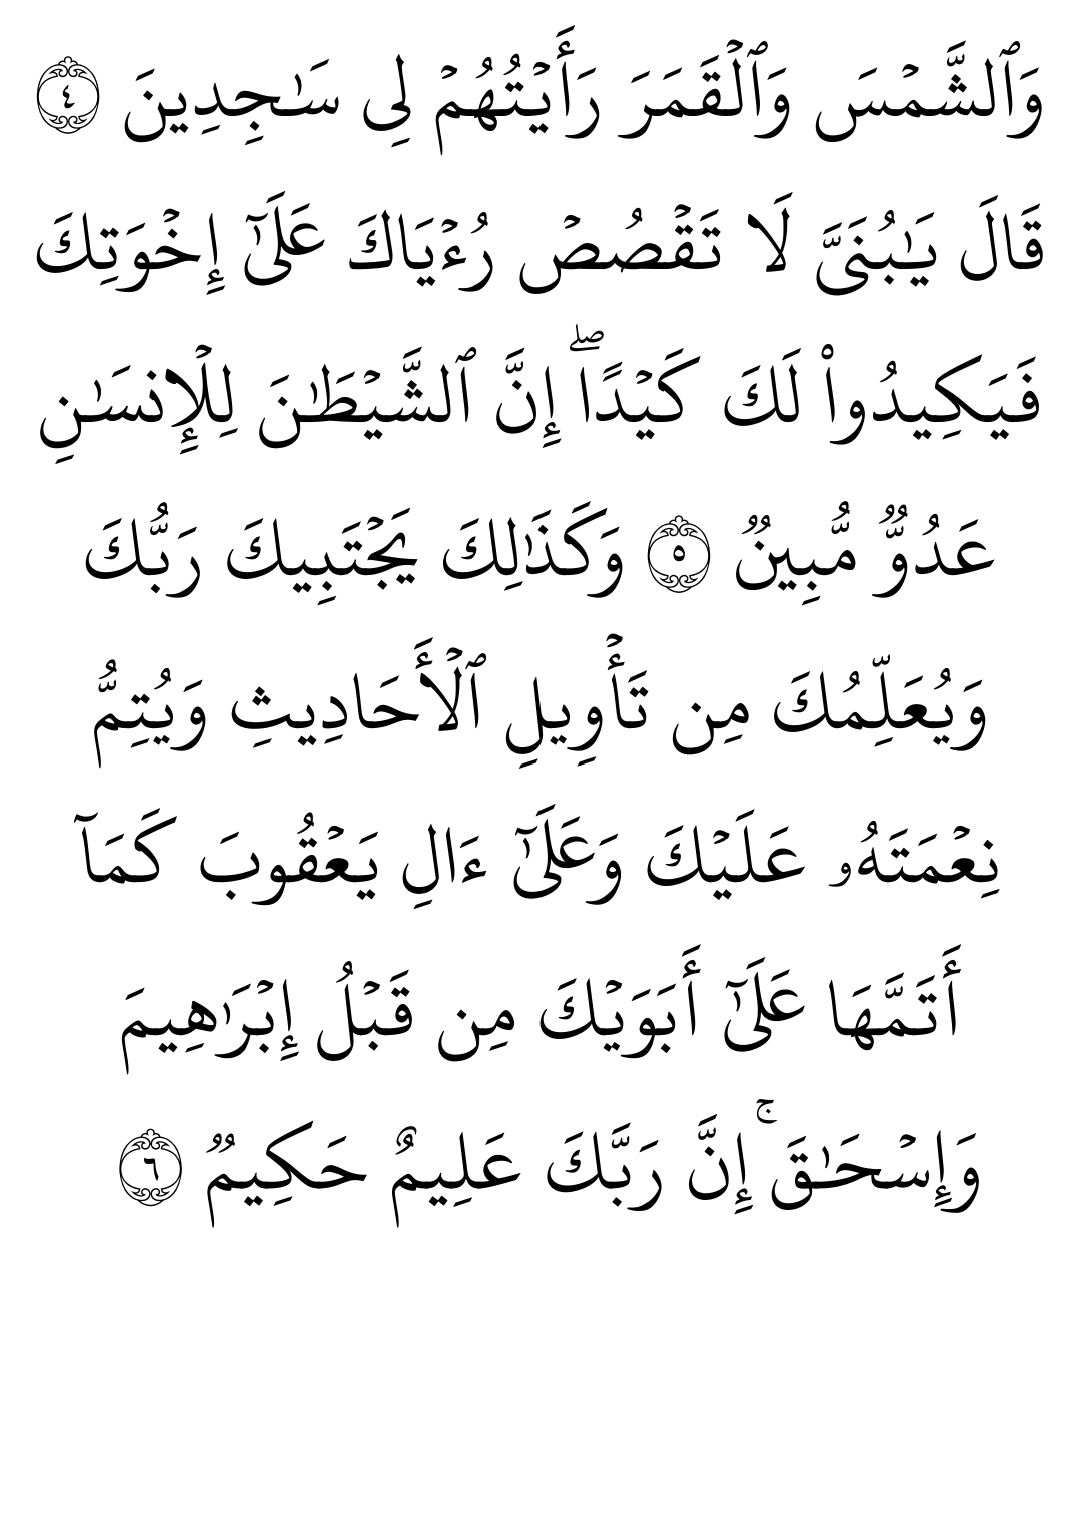 وَٱلشَّمۡسَ وَٱلۡقَمَرَ رَأَيۡتُهُمۡ لِي سَٰجِدِينَ ٤
قَالَ يَٰبُنَيَّ لَا تَقۡصُصۡ رُءۡيَاكَ عَلَىٰٓ إِخۡوَتِكَ
فَيَكِيدُواْ لَكَ كَيۡدًاۖ إِنَّ ٱلشَّيۡطَٰنَ لِلۡإِنسَٰنِ
عَدُوّٞ مُّبِينٞ ٥ وَكَذَٰلِكَ يَجۡتَبِيكَ رَبُّكَ
وَيُعَلِّمُكَ مِن تَأۡوِيلِ ٱلۡأَحَادِيثِ وَيُتِمُّ
نِعۡمَتَهُۥ عَلَيۡكَ وَعَلَىٰٓ ءَالِ يَعۡقُوبَ كَمَآ
أَتَمَّهَا عَلَىٰٓ أَبَوَيۡكَ مِن قَبۡلُ إِبۡرَٰهِيمَ
وَإِسۡحَٰقَۚ إِنَّ رَبَّكَ عَلِيمٌ حَكِيمٞ ٦